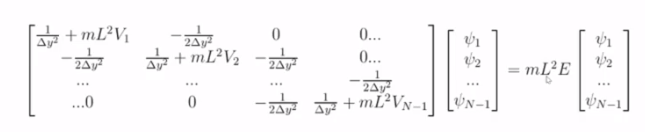 1/Δy² + mL²V₁ -1/2Δy² 0 0... ψ₁ ψ₁
-1/2Δy² 1/Δy² + mL²V₂ -1/2Δy² 0... ψ₂ = mL²E ψ₂
... ... ... -1/2Δy² ... ...
...0 0 -1/2Δy² 1/Δy² + mL²V_{N-1} ψ_{N-1} ψ_{N-1}